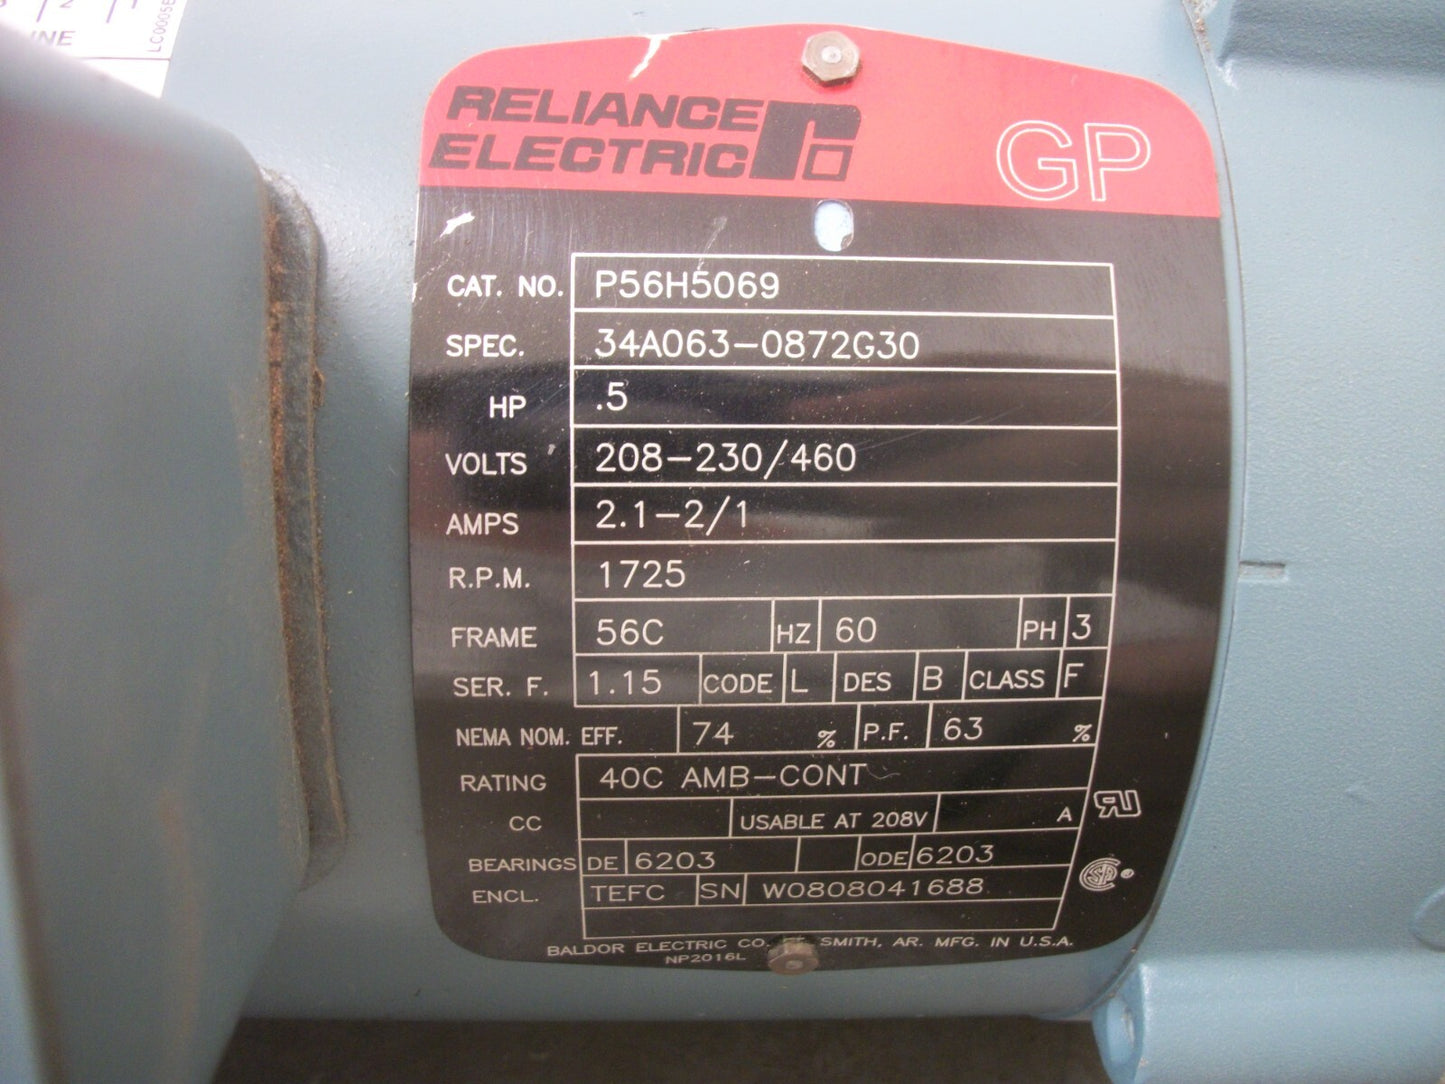 INE
LC0005E
RELIANCE
ELECTRIC
GP
CAT. NO. P56H5069
SPEC. 34A063-0872G30
HP .5
VOLTS 208-230/460
AMPS 2.1-2/1
R.P.M. 1725
FRAME 56C HZ 60 PH 3
SER. F. 1.15 CODE L DES B CLASS F
NEMA NOM. EFF. 74 % P.F. 63 %
RATING 40C AMB-CONT
CC USABLE AT 208V A
BEARINGS DE 6203 ODE 6203
ENCL. TEFC SN W0808041688
BALDOR ELECTRIC CO. SMITH, AR. MFG. IN U.S.A.
NP2016L